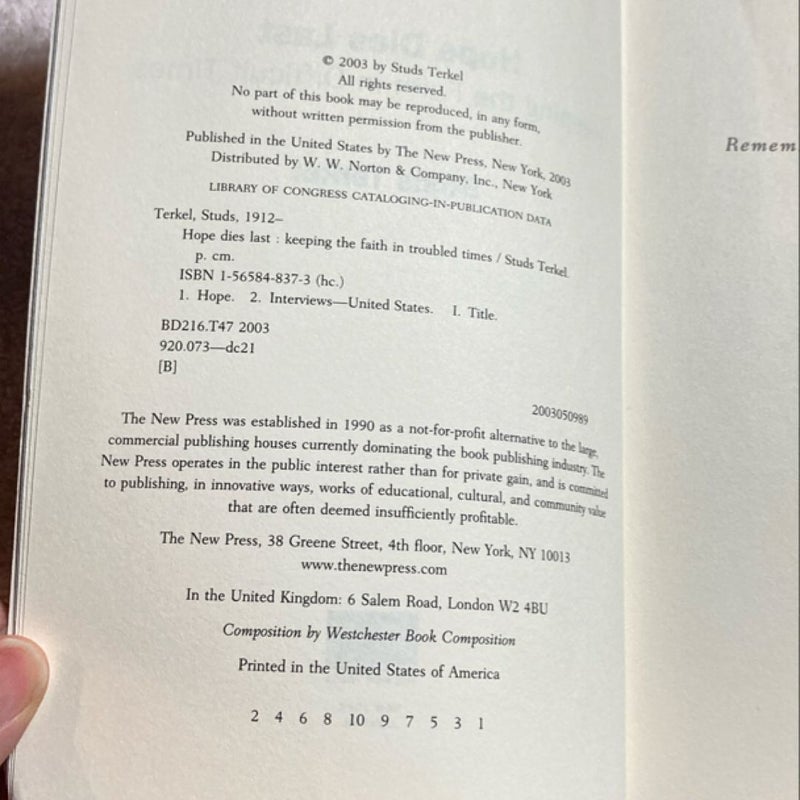 © 2003 by Studs Terkel
All rights reserved.
No part of this book may be reproduced, in any form,
without written permission from the publisher.
Published in the United States by The New Press, New York, 2003
Distributed by W. W. Norton & Company, Inc., New York
LIBRARY OF CONGRESS CATALOGING-IN-PUBLICATION DATA
Terkel, Studs, 1912–
Hope dies last : keeping the faith in troubled times / Studs Terkel.
p. cm.
ISBN 1-56584-837-3 (hc.)
1. Hope. 2. Interviews—United States. I. Title.
BD216.T47 2003
920.073—dc21
[B]
2003050989
The New Press was established in 1990 as a not-for-profit alternative to the large,
commercial publishing houses currently dominating the book publishing industry. The
New Press operates in the public interest rather than for private gain, and is committed
to publishing, in innovative ways, works of educational, cultural, and community value
that are often deemed insufficiently profitable.
The New Press, 38 Greene Street, 4th floor, New York, NY 10013
www.thenewpress.com
In the United Kingdom: 6 Salem Road, London W2 4BU
Composition by Westchester Book Composition
Printed in the United States of America
2 4 6 8 10 9 7 5 3 1
Remem